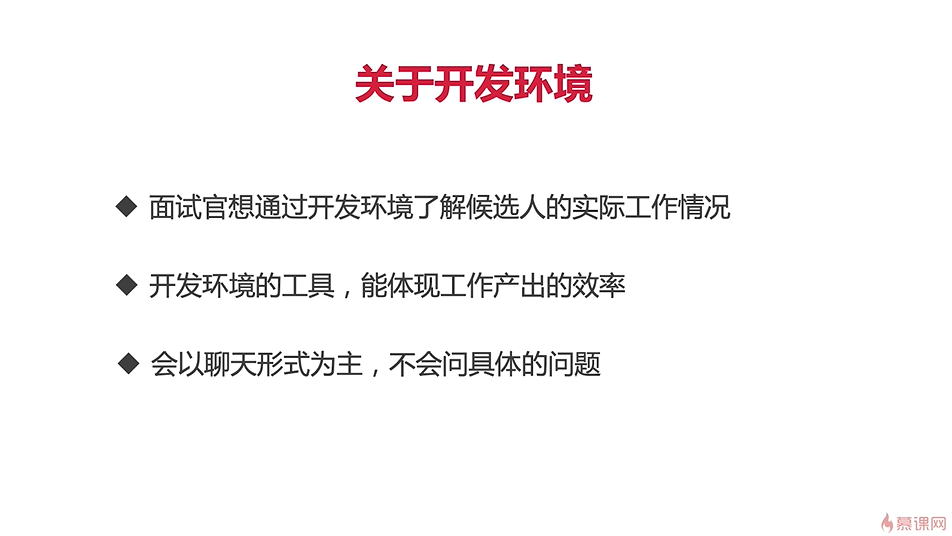 关于开发环境
面试官想通过开发环境了解候选人的实际工作情况
开发环境的工具，能体现工作产出的效率
会以聊天形式为主，不会问具体的问题
慕课网